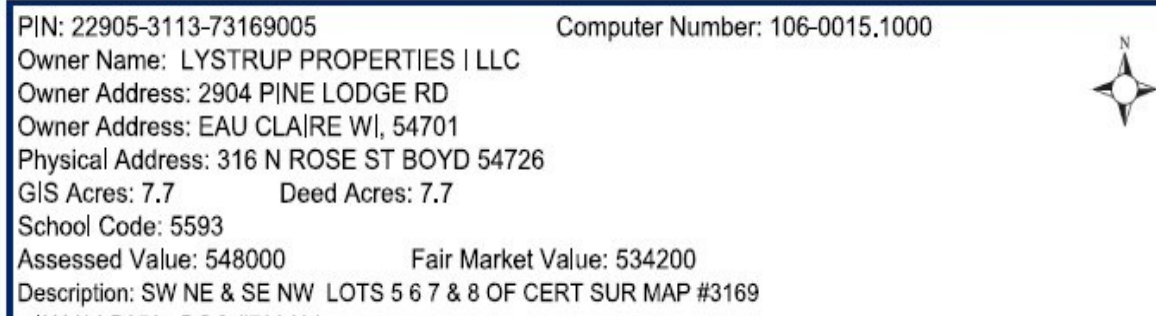 PIN: 22905-3113-73169005 Computer Number: 106-0015.1000
N
Owner Name: LYSTRUP PROPERTIES I LLC
Owner Address: 2904 PINE LODGE RD
Owner Address: EAU CLAIRE WI, 54701
Physical Address: 316 N ROSE ST BOYD 54726
GIS Acres: 7.7 Deed Acres: 7.7
School Code: 5593
Assessed Value: 548000 Fair Market Value: 534200
Description: SW NE & SE NW LOTS 5 6 7 & 8 OF CERT SUR MAP #3169